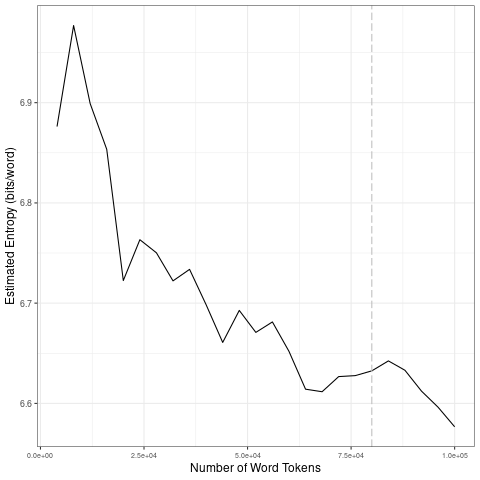 Estimated Entropy (bits/word)
6.9
6.8
6.7
6.6
0.0e+00 2.5e+04 5.0e+04 7.5e+04 1.0e+05
Number of Word Tokens